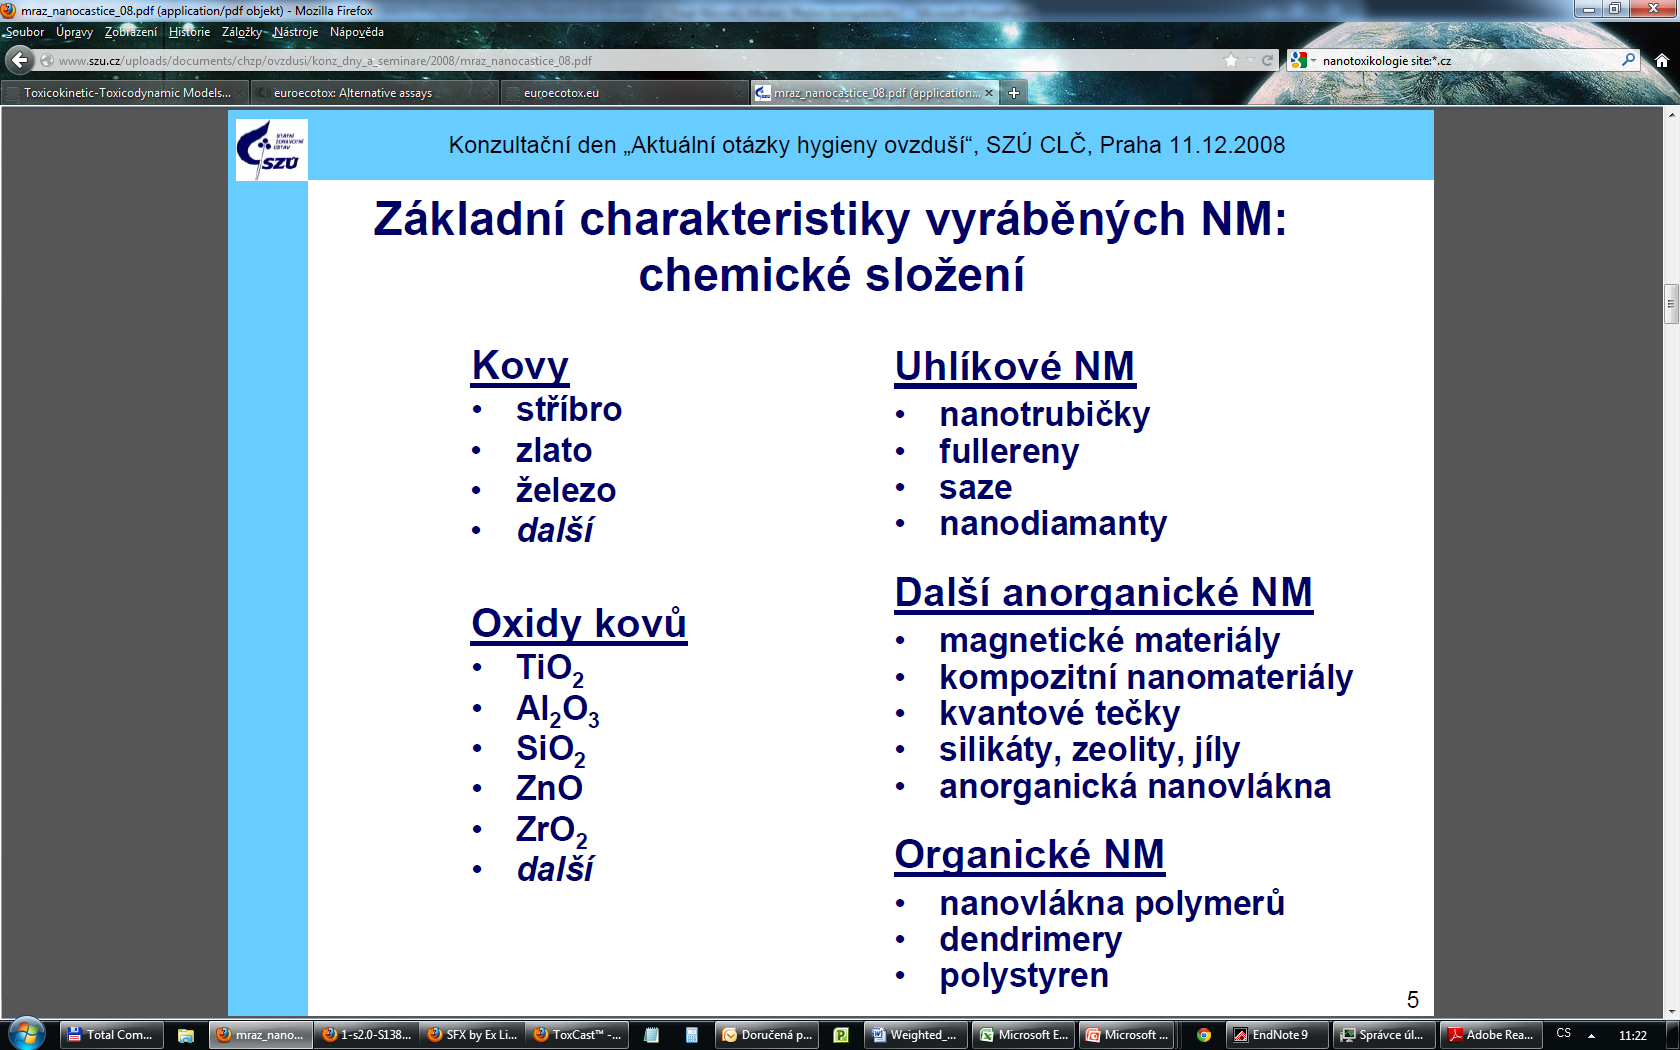 mraz_nanocastice_08.pdf (application/pdf objekt) - Mozilla Firefox
Soubor Úpravy Zobrazení Historie Záložky Nástroje Nápověda
www.szu.cz/uploads/documents/chzp/ovzdusi/konz_dny_a_seminare/2008/mraz_nanocastice_08.pdf
nanotoxikologie site:*.cz
Toxicokinetic-Toxicodynamic Models...
euroecotox: Alternative assays
euroecotox.eu
mraz_nanocastice_08.pdf (application...
STÁTNÍ
ZDRAVOTNÍ
ÚSTAV
SZÚ
Konzultační den „Aktuální otázky hygieny ovzduší“, SZÚ CLČ, Praha 11.12.2008
Základní charakteristiky vyráběných NM:
chemické složení
Kovy
• stříbro
• zlato
• železo
• další
Oxidy kovů
• TiO2
• Al2O3
• SiO2
• ZnO
• ZrO2
• další
Uhlíkové NM
• nanotrubičky
• fullereny
• saze
• nanodiamanty
Další anorganické NM
• magnetické materiály
• kompozitní nanomateriály
• kvantové tečky
• silikáty, zeolity, jíly
• anorganická nanovlákna
Organické NM
• nanovlákna polymerů
• dendrimery
• polystyren
5
Total Com...
mraz_nano...
1-s2.0-S138...
SFX by Ex Li...
ToxCast™ -...
Doručená p...
Weighted_...
Microsoft E...
Microsoft ...
EndNote 9
Správce úl...
Adobe Rea...
CS
11:22